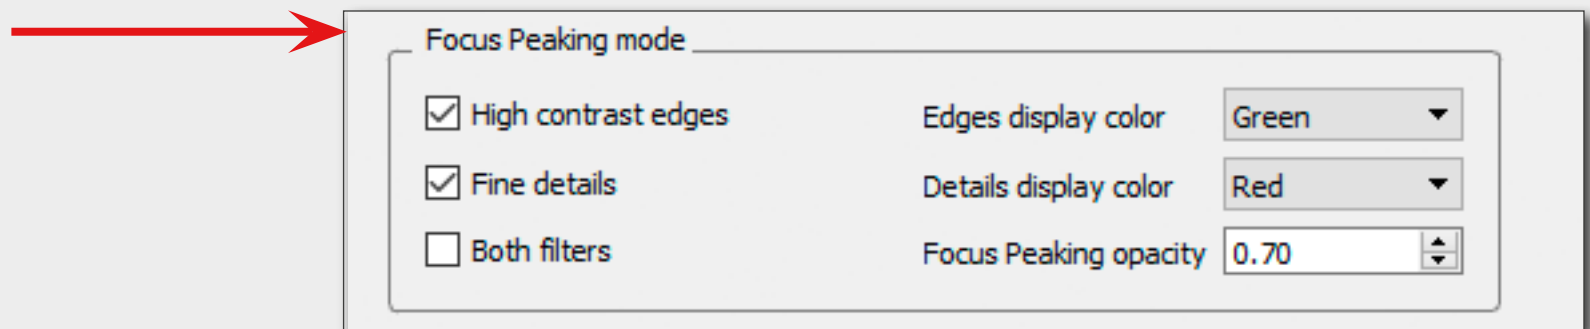 Focus Peaking mode
High contrast edges
Edges display color
Green
Fine details
Details display color
Red
Both filters
Focus Peaking opacity
0.70